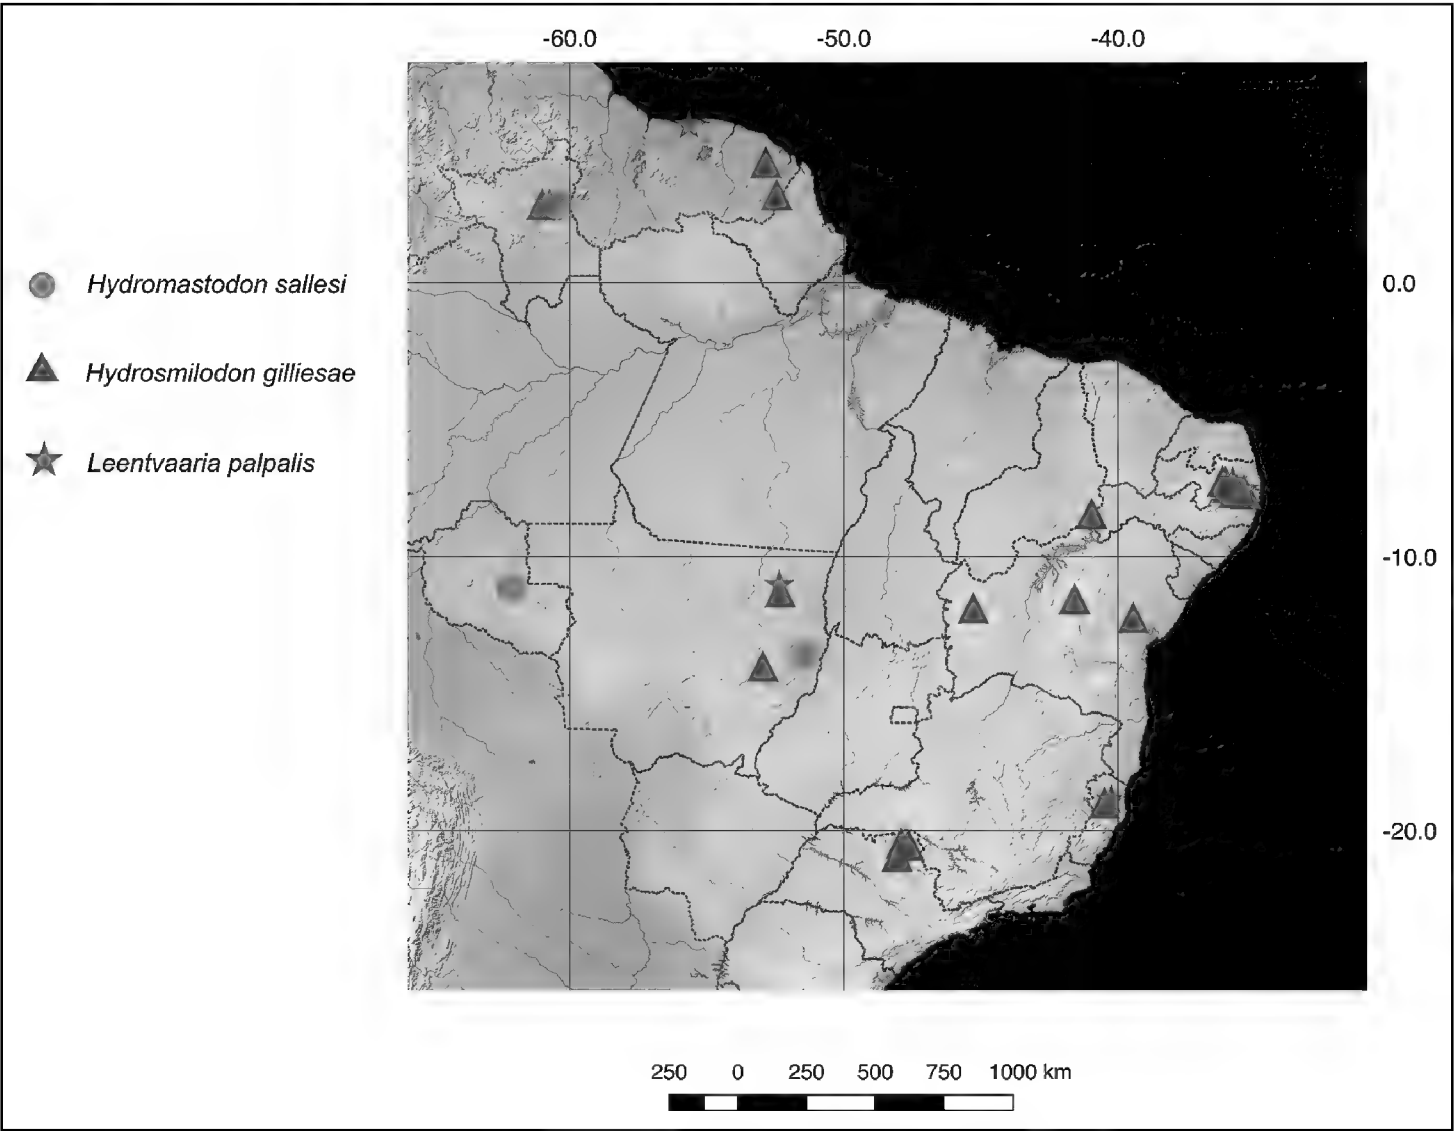 -60.0 -50.0 -40.0
0.0
Hydromastodon sallesi
Hydrosmilodon gilliesae
Leentvaaria palpalis
-10.0
-20.0
250 0 250 500 750 1000 km